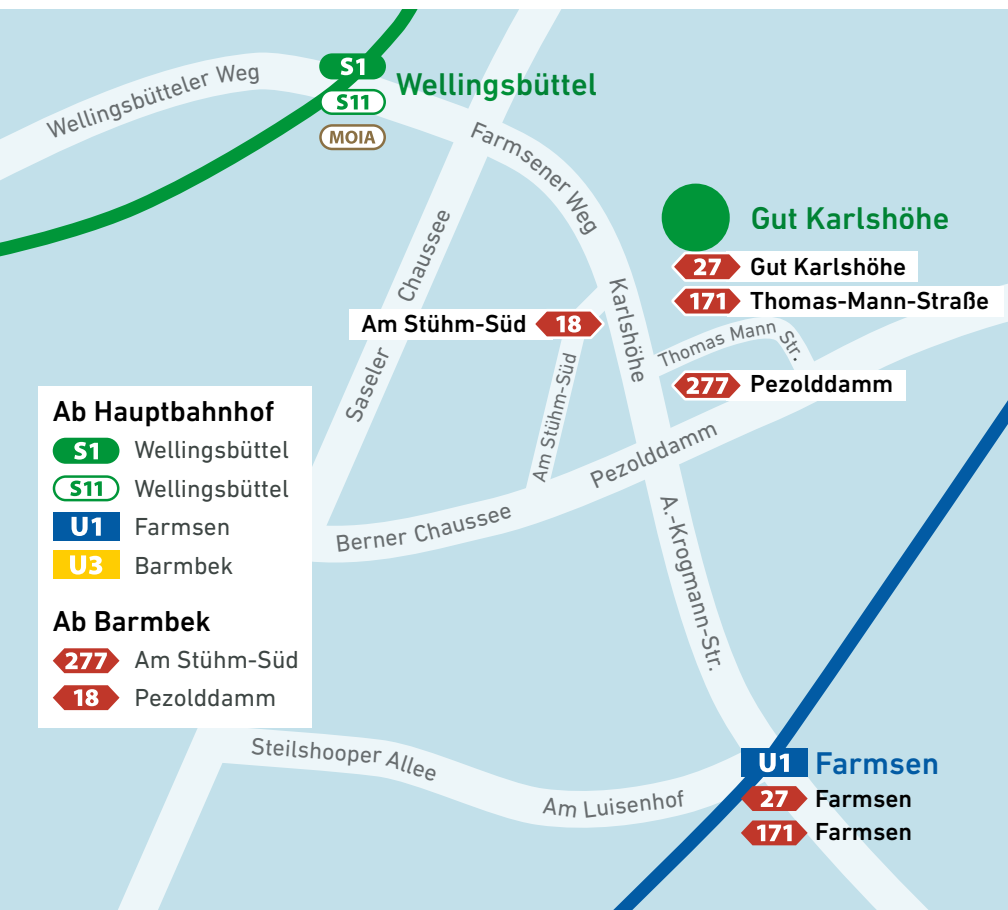 Wellingsbütteler Weg
S1
S11
MOIA
Wellingsbüttel
Farmsener Weg
Saseler Chaussee
Gut Karlshöhe
27 Gut Karlshöhe
171 Thomas-Mann-Straße
Am Stühm-Süd 18
Karlshöhe
Thomas Mann Str.
277 Pezolddamm
Am Stühm-Süd
Pezolddamm
Berner Chaussee
A.-Krogmann-Str.
Ab Hauptbahnhof
S1 Wellingsbüttel
S11 Wellingsbüttel
U1 Farmsen
U3 Barmbek
Ab Barmbek
277 Am Stühm-Süd
18 Pezolddamm
Steilshooper Allee
Am Luisenhof
U1 Farmsen
27 Farmsen
171 Farmsen